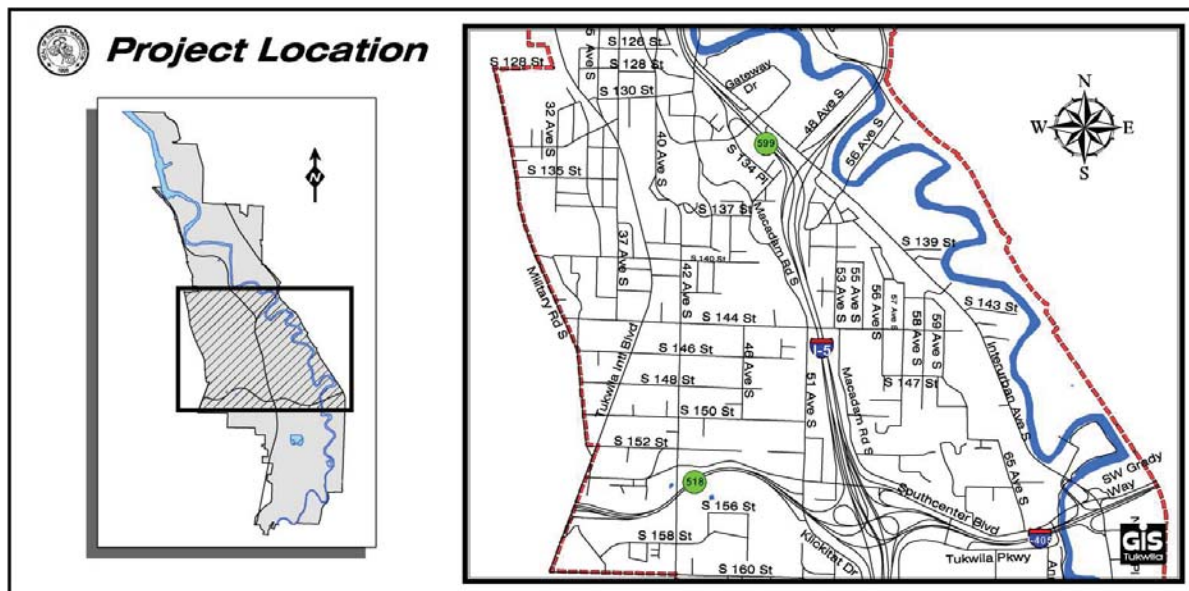 Project Location
N
N
W
E
S
S 126 St
S 128 St
S 128 St
S 130 St
Gateway
Dr
48 Ave S
56 Ave S
32 Ave S
40 Ave S
599
S 134 Pl
S 135 St
S 137 St
Macadam Rd S
S 139 St
37 Ave S
42 Ave S
S 140 St
Military Rd S
53 Ave S
55 Ave S
56 Ave S
57 Ave S
58 Ave S
59 Ave S
S 143 St
S 144 St
Tukwila Intl Blvd
S 146 St
46 Ave S
I-5
Interurban Ave S
S 147 St
S 148 St
51 Ave S
Macadam Rd S
S 150 St
S 152 St
65 Ave S
SW Grady
Way
518
Southcenter Blvd
S 156 St
S 158 St
Klickitat Dr
Tukwila Pkwy
S 160 St
GIS
Tukwila